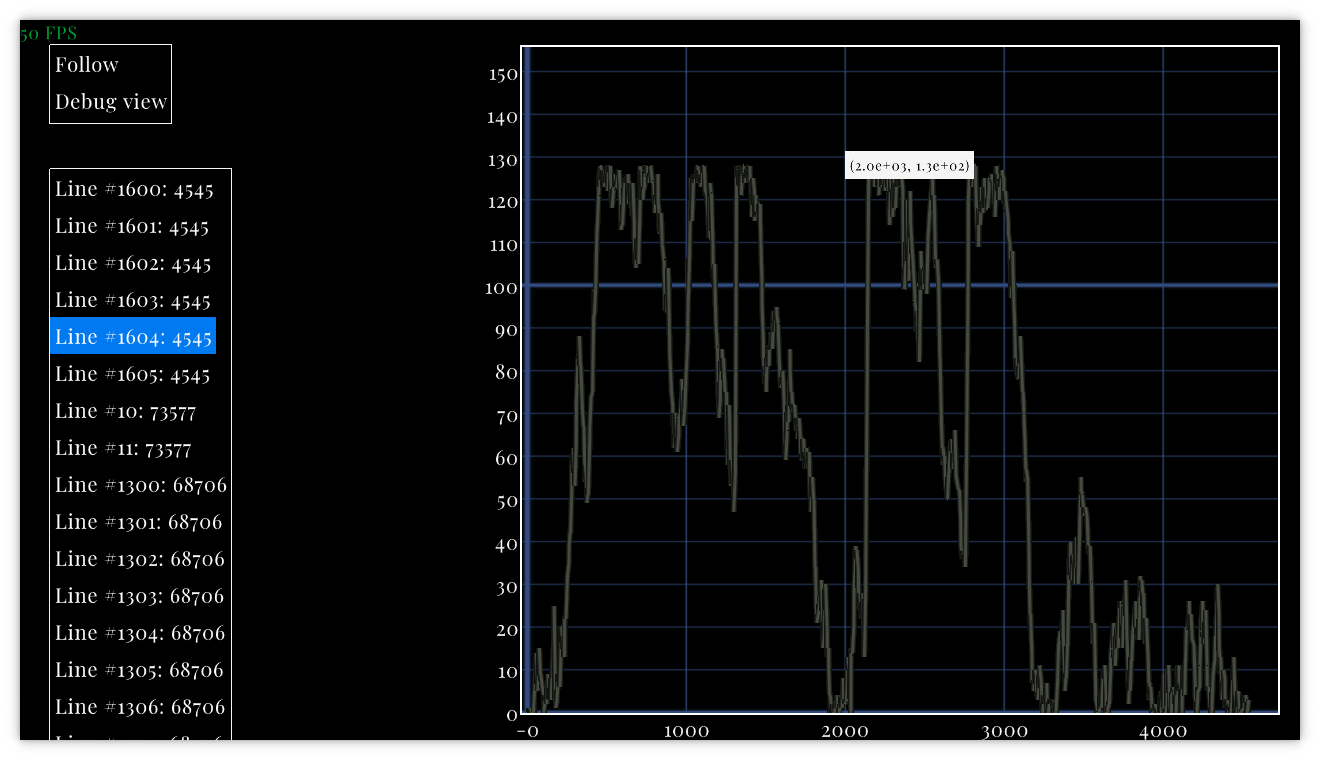 50 FPS
Follow
Debug view
Line #1600: 4545
Line #1601: 4545
Line #1602: 4545
Line #1603: 4545
Line #1604: 4545
Line #1605: 4545
Line #10: 73577
Line #11: 73577
Line #1300: 68706
Line #1301: 68706
Line #1302: 68706
Line #1303: 68706
Line #1304: 68706
Line #1305: 68706
Line #1306: 68706
150
140
130
120
110
100
90
80
70
60
50
40
30
20
10
0
(2.0e+03, 1.3e+02)
-0 1000 2000 3000 4000